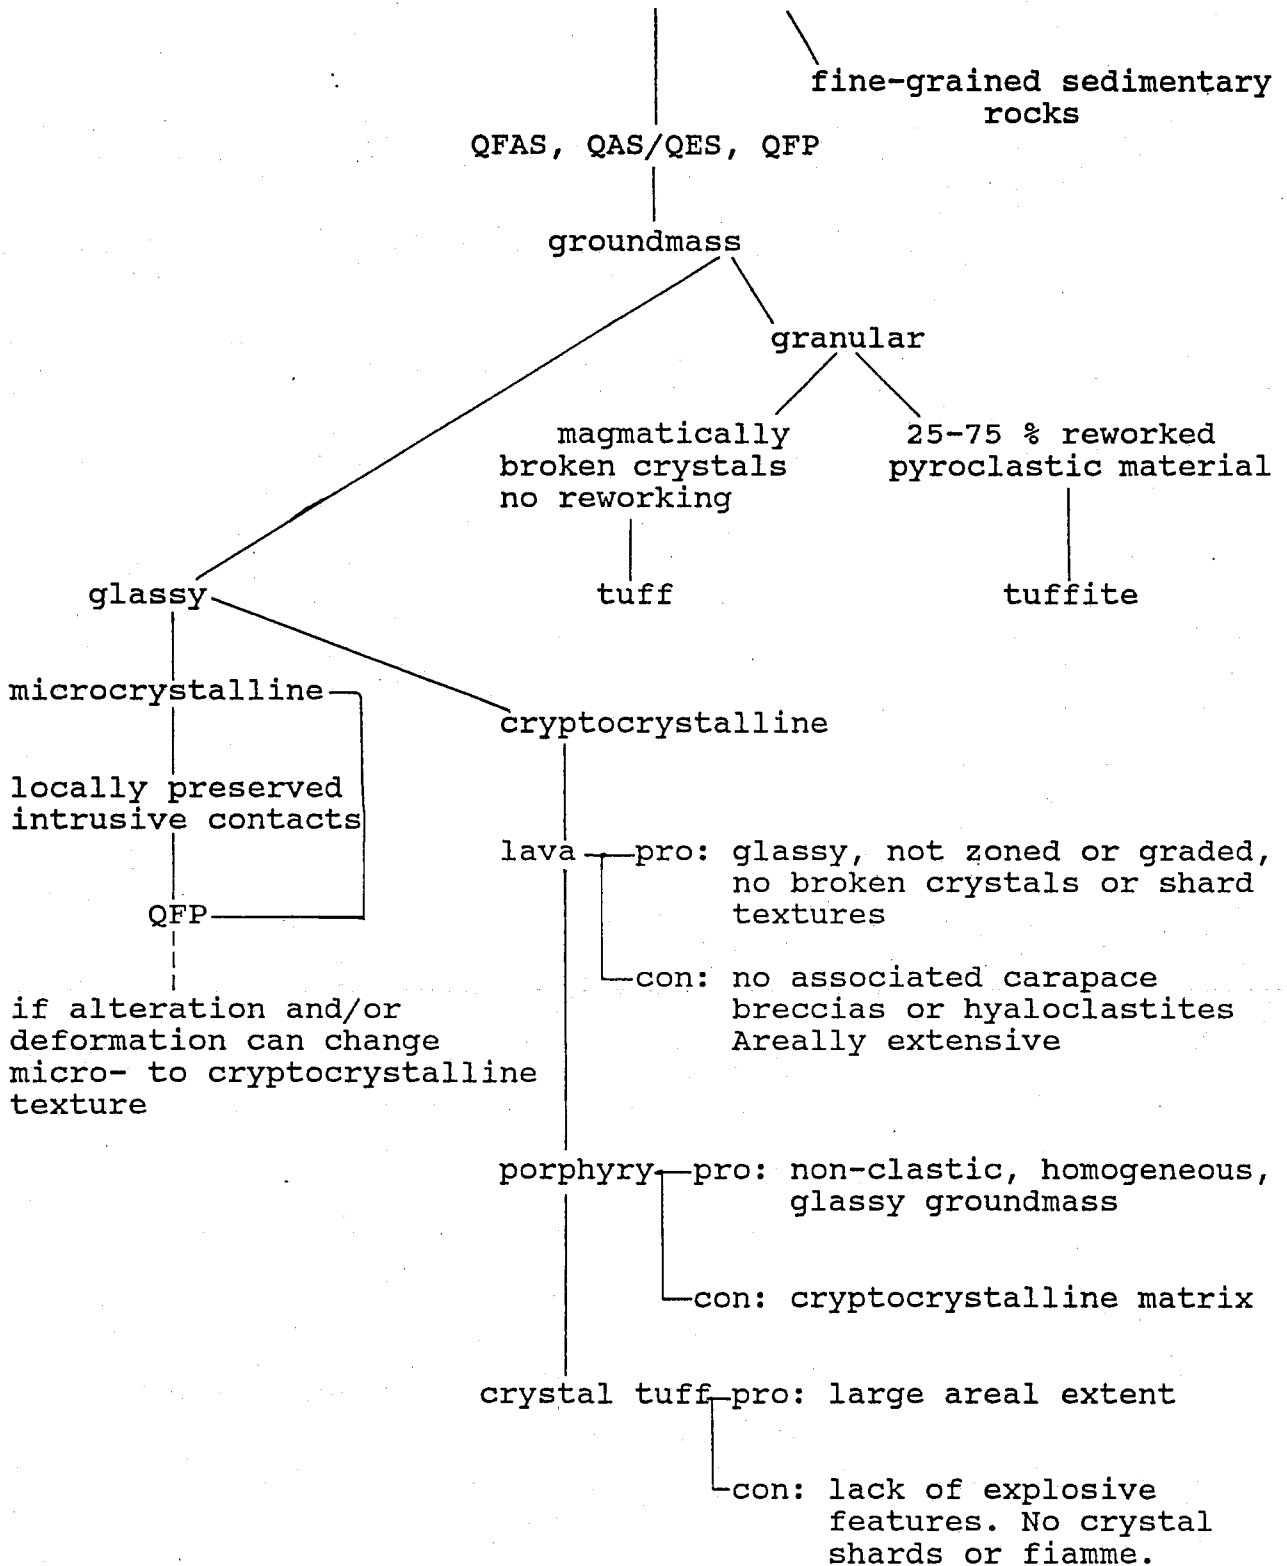 fine-grained sedimentary
rocks
QFAS, QAS/QES, QFP
groundmass
granular
magmatically
broken crystals
no reworking
25-75 % reworked
pyroclastic material
glassy
tuff
tuffite
microcrystalline
cryptocrystalline
locally preserved
intrusive contacts
lava
pro: glassy, not zoned or graded,
no broken crystals or shard
textures
QFP
con: no associated carapace
breccias or hyaloclastites
Areally extensive
if alteration and/or
deformation can change
micro- to cryptocrystalline
texture
porphyry
pro: non-clastic, homogeneous,
glassy groundmass
con: cryptocrystalline matrix
crystal tuff
pro: large areal extent
con: lack of explosive
features. No crystal
shards or fiamme.